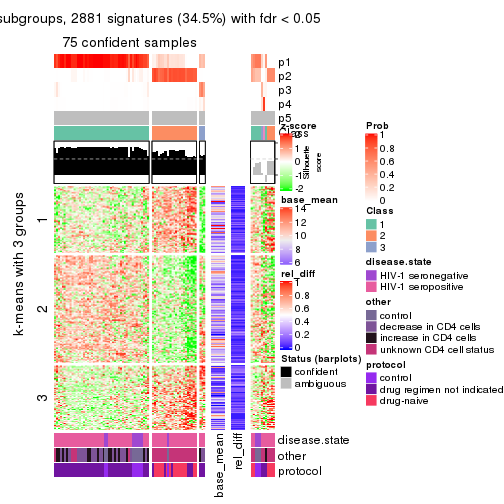 subgroups, 2881 signatures (34.5%) with fdr < 0.05
75 confident samples
p1
p2
p3
p4
p5
Class
Silhouette
score
k-means with 3 groups
1
2
3
base_mean
rel_diff
disease.state
other
protocol
z-score
2
1
-2
base_mean
14
12
10
8
6
rel_diff
1
0.8
0.6
0.4
0.2
0
Status (barplots)
confident
ambiguous
Prob
1
0.8
0.6
0.4
0.2
0
Class
1
2
3
disease.state
HIV-1 seronegative
HIV-1 seropositive
other
control
decrease in CD4 cells
increase in CD4 cells
unknown CD4 cell status
protocol
control
drug regimen not indicated
drug-naive